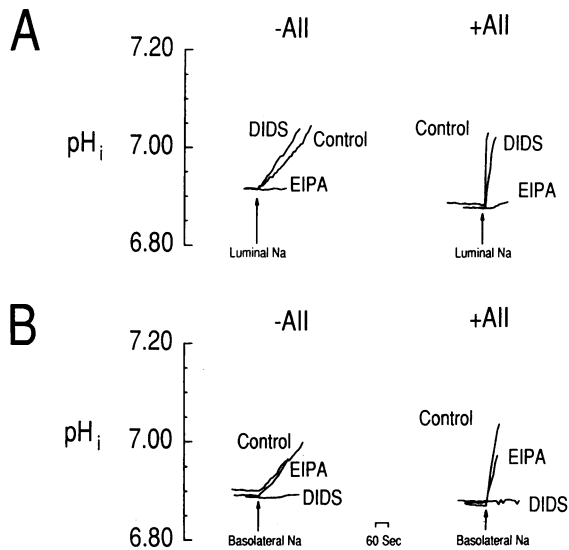 A
-AII
+AII
7.20
7.00
6.80
pHi
DIDS
Control
EIPA
Luminal Na
Control
DIDS
EIPA
Luminal Na
B
-AII
+AII
7.20
7.00
6.80
pHi
Control
EIPA
DIDS
Basolateral Na
60 Sec
Control
EIPA
DIDS
Basolateral Na